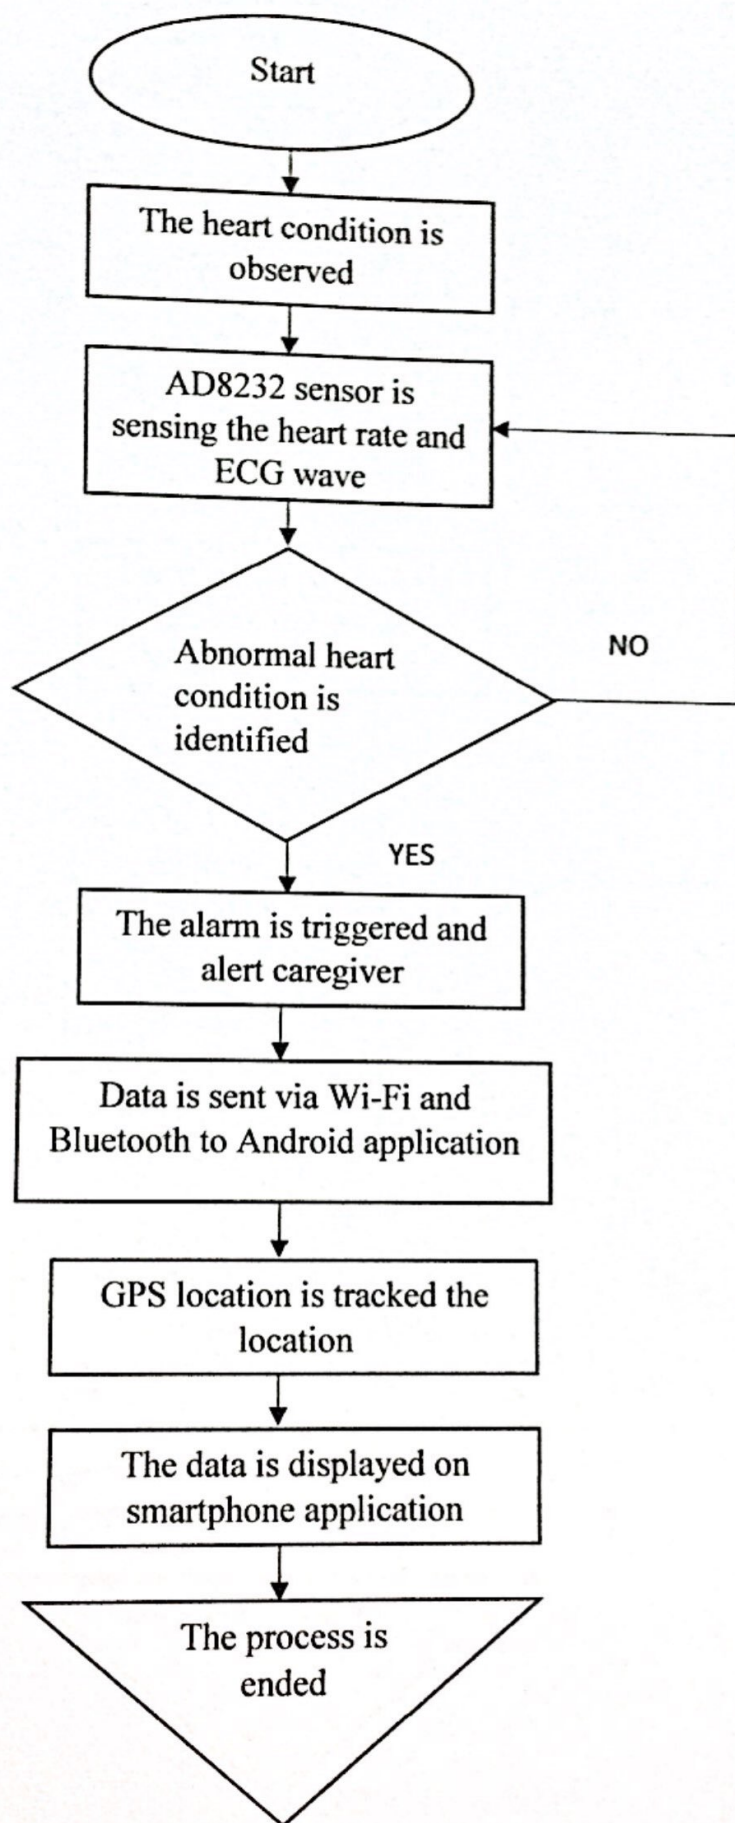 Start
The heart condition is
observed
AD8232 sensor is
sensing the heart rate and
ECG wave
Abnormal heart
condition is
identified
NO
YES
The alarm is triggered and
alert caregiver
Data is sent via Wi-Fi and
Bluetooth to Android application
GPS location is tracked the
location
The data is displayed on
smartphone application
The process is
ended